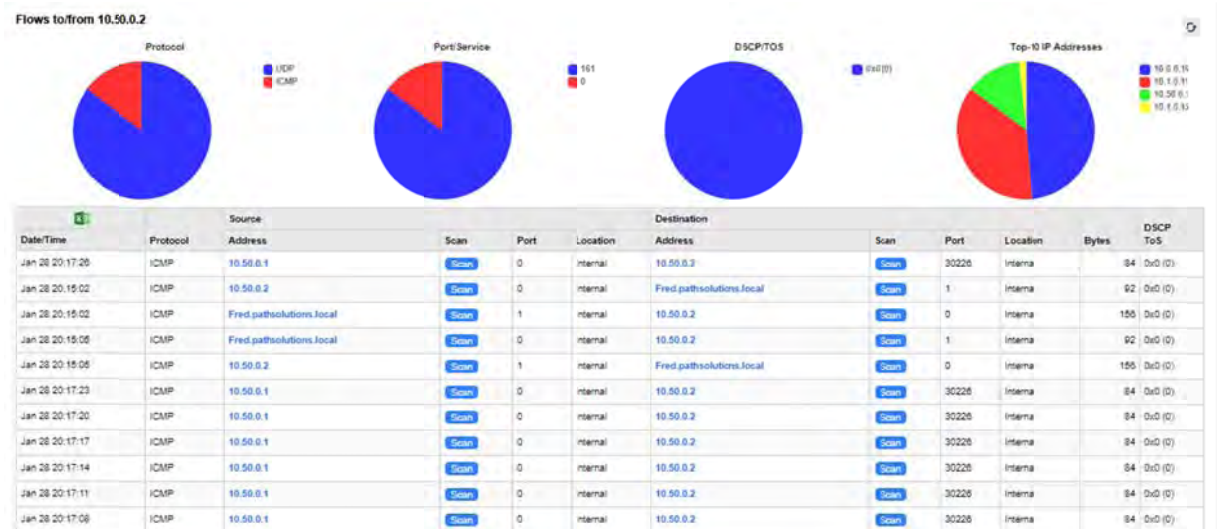 Flows to/from 10.50.0.2
Protocol Port/Service DSCP/TOS Top-10 IP Addresses
UDP 161 0x0 (0)
ICMP 0
Source Destination
Date/Time Protocol Address Scan Port Location Address Scan Port Location Bytes DSCP ToS
Jan 28 20:17:26 ICMP 10.50.0.1 Scan 0 nternal 10.50.0.2 Scan 30226 Interna 84 0x0 (0)
Jan 28 20:15:02 ICMP 10.50.0.2 Scan 0 nternal Fred.pathsolutions.local Scan 1 Interna 92 0x0 (0)
Jan 28 20:15:02 ICMP Fred.pathsolutions.local Scan 1 nternal 10.50.0.2 Scan 0 Interna 156 0x0 (0)
Jan 28 20:15:05 ICMP Fred.pathsolutions.local Scan 0 nternal 10.50.0.2 Scan 1 Interna 92 0x0 (0)
Jan 28 20:15:05 ICMP 10.50.0.2 Scan 1 nternal Fred.pathsolutions.local Scan 0 Interna 156 0x0 (0)
Jan 28 20:17:23 ICMP 10.50.0.1 Scan 0 nternal 10.50.0.2 Scan 30226 Interna 84 0x0 (0)
Jan 28 20:17:20 ICMP 10.50.0.1 Scan 0 nternal 10.50.0.2 Scan 30226 Interna 84 0x0 (0)
Jan 28 20:17:17 ICMP 10.50.0.1 Scan 0 nternal 10.50.0.2 Scan 30226 Interna 84 0x0 (0)
Jan 28 20:17:14 ICMP 10.50.0.1 Scan 0 nternal 10.50.0.2 Scan 30226 Interna 84 0x0 (0)
Jan 28 20:17:11 ICMP 10.50.0.1 Scan 0 nternal 10.50.0.2 Scan 30226 Interna 84 0x0 (0)
Jan 28 20:17:08 ICMP 10.50.0.1 Scan 0 nternal 10.50.0.2 Scan 30226 Interna 84 0x0 (0)